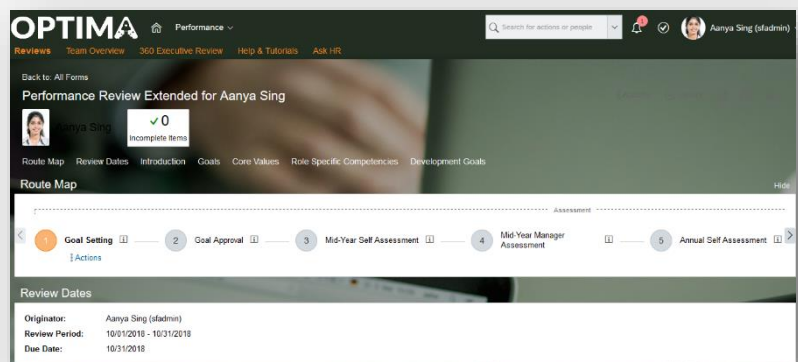 OPTIMA Performance Search for actions or people 1 Aanya Sing (sfadmin)
Reviews Team Overview 360 Executive Review Help & Tutorials Ask HR
Back to: All Forms
Performance Review Extended for Aanya Sing
Aanya Sing
0
Incomplete Items
Route Map Review Dates Introduction Goals Core Values Role Specific Competencies Development Goals
Route Map Hide
Assessment
1 Goal Setting 2 Goal Approval 3 Mid-Year Self Assessment 4 Mid-Year Manager Assessment 5 Annual Self Assessment
Actions
Review Dates
Originator: Aanya Sing (sfadmin)
Review Period: 10/01/2018 - 10/31/2018
Due Date: 10/31/2018